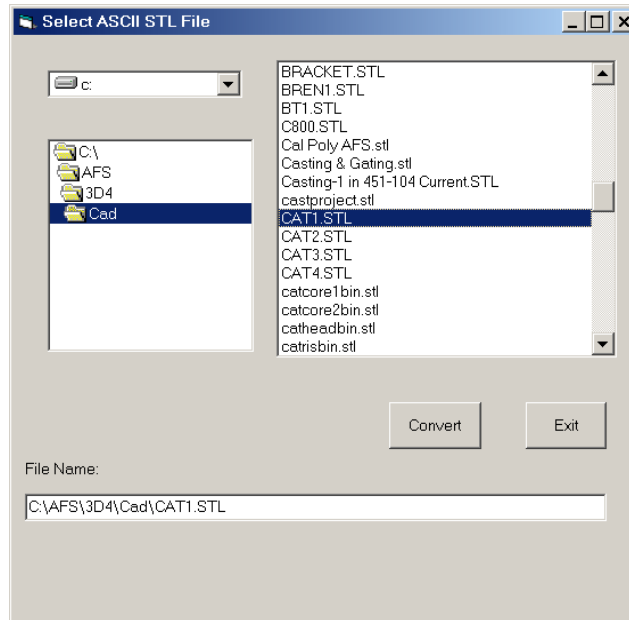 Select ASCII STL File
c:
C:\
AFS
3D4
Cad
BRACKET.STL
BREN1.STL
BT1.STL
C800.STL
Cal Poly AFS.stl
Casting & Gating.stl
Casting-1 in 451-104 Current.STL
castproject.stl
CAT1.STL
CAT2.STL
CAT3.STL
CAT4.STL
catcore1bin.stl
catcore2bin.stl
catheadbin.stl
catrisbin.stl
Convert
Exit
File Name:
C:\AFS\3D4\Cad\CAT1.STL